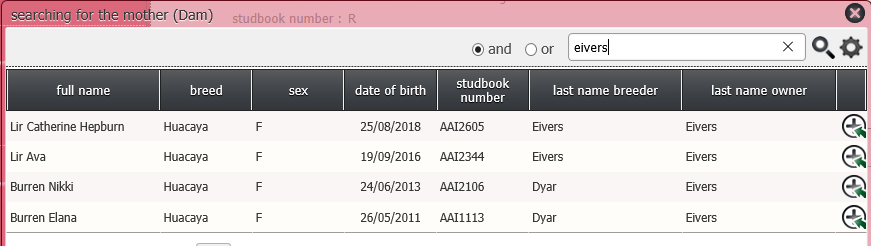 searching for the mother (Dam)
studbook number : R
and or eivers
full name breed sex date of birth studbook number last name breeder last name owner
Lir Catherine Hepburn Huacaya F 25/08/2018 AAI2605 Eivers Eivers
Lir Ava Huacaya F 19/09/2016 AAI2344 Eivers Eivers
Burren Nikki Huacaya F 24/06/2013 AAI2106 Dyar Eivers
Burren Elana Huacaya F 26/05/2011 AAI1113 Dyar Eivers